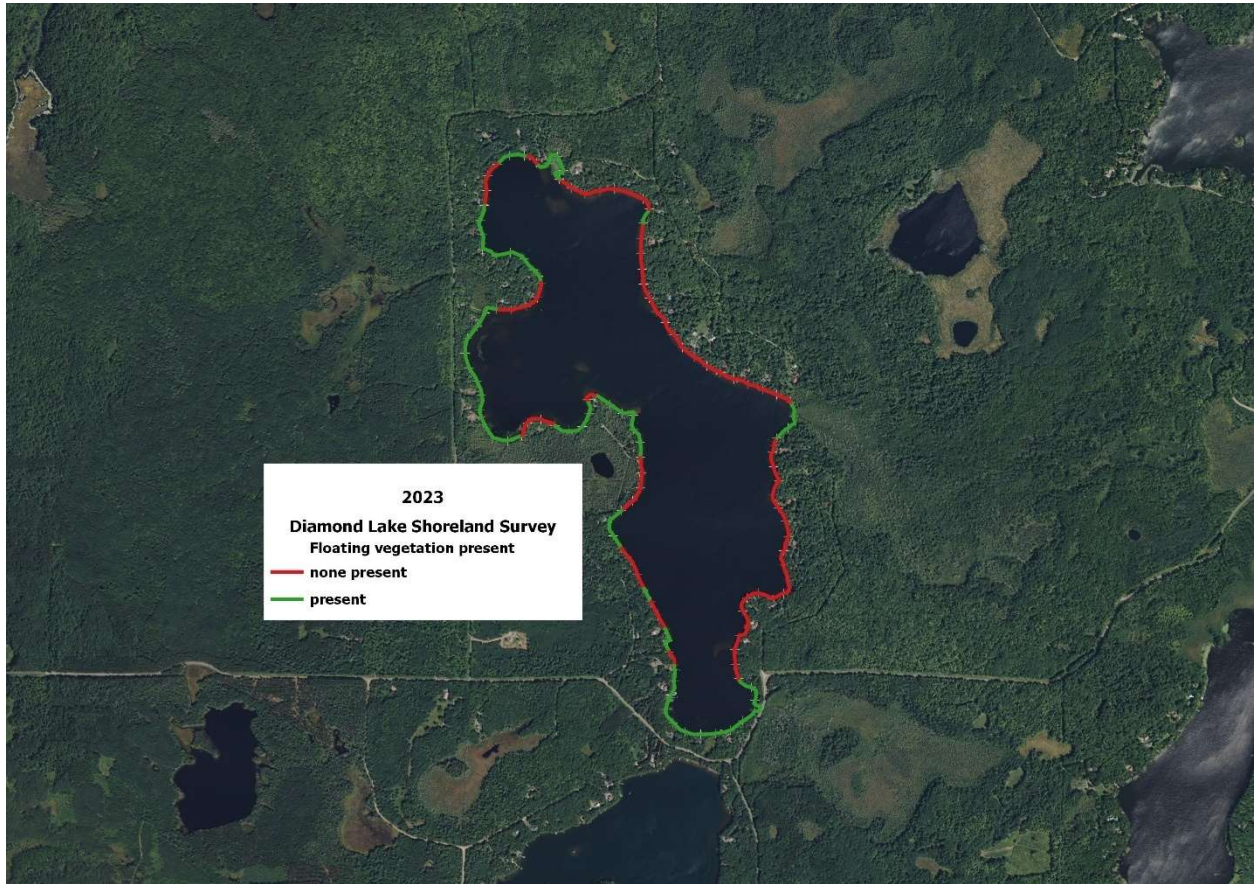 2023
Diamond Lake Shoreland Survey
Floating vegetation present
none present
present